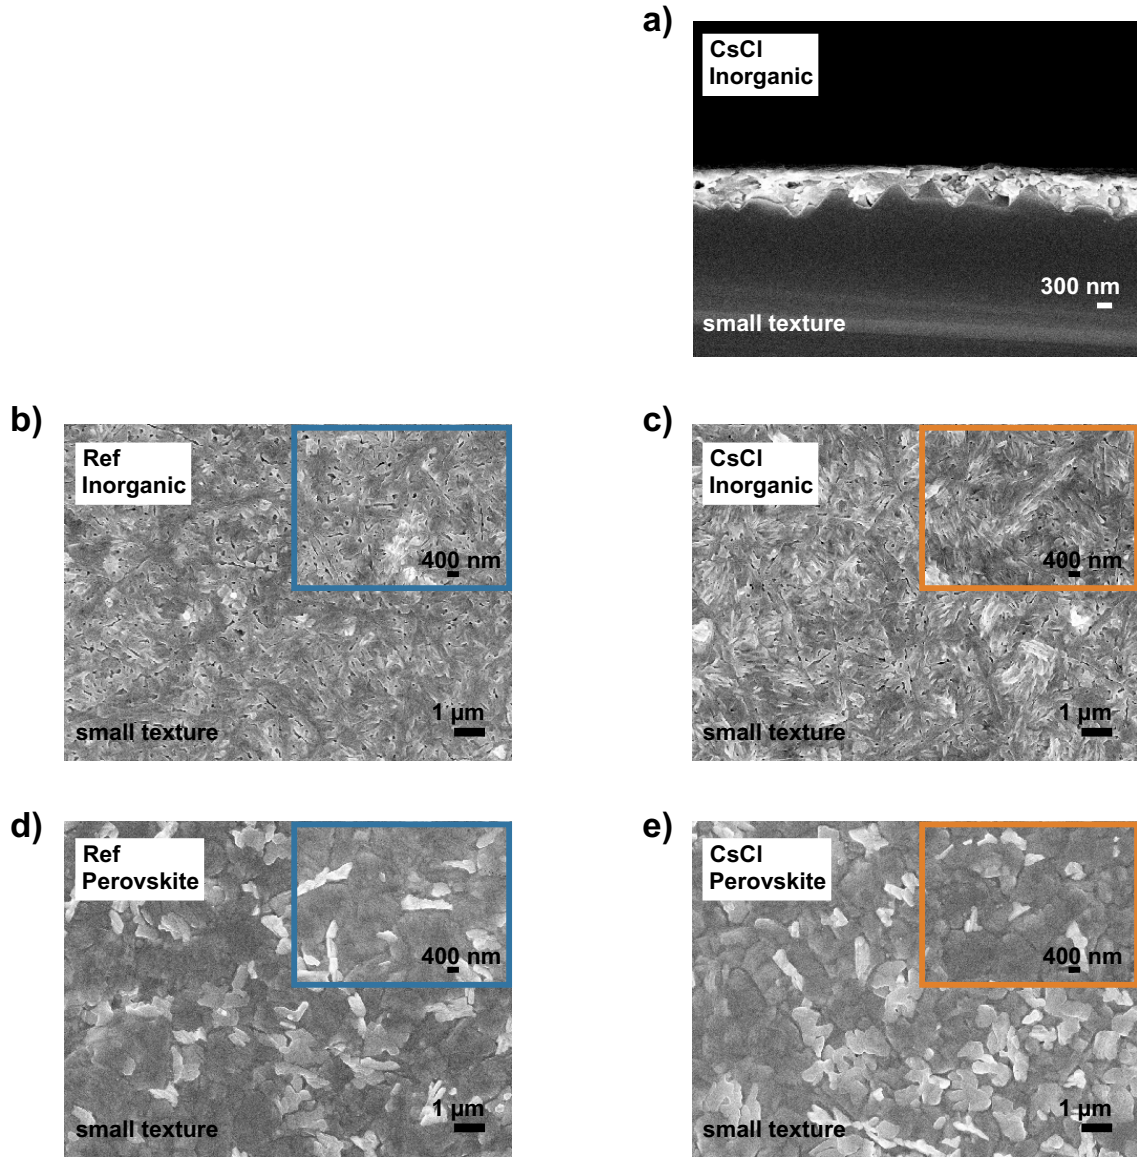 a)
CsCl
Inorganic
300 nm
small texture
b)
Ref
Inorganic
400 nm
1 µm
small texture
c)
CsCl
Inorganic
400 nm
1 µm
small texture
d)
Ref
Perovskite
400 nm
1 µm
small texture
e)
CsCl
Perovskite
400 nm
1 µm
small texture